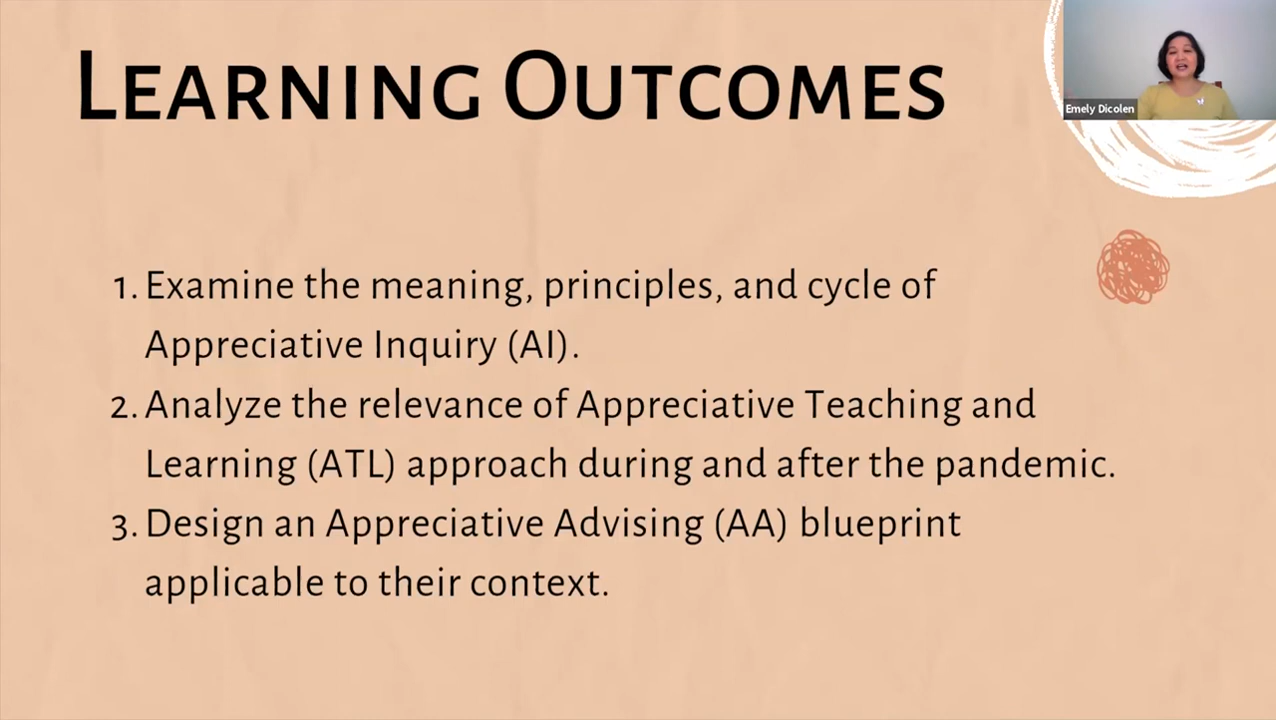 Learning Outcomes
Emely Dicolen
1. Examine the meaning, principles, and cycle of
Appreciative Inquiry (AI).
2. Analyze the relevance of Appreciative Teaching and
Learning (ATL) approach during and after the pandemic.
3. Design an Appreciative Advising (AA) blueprint
applicable to their context.